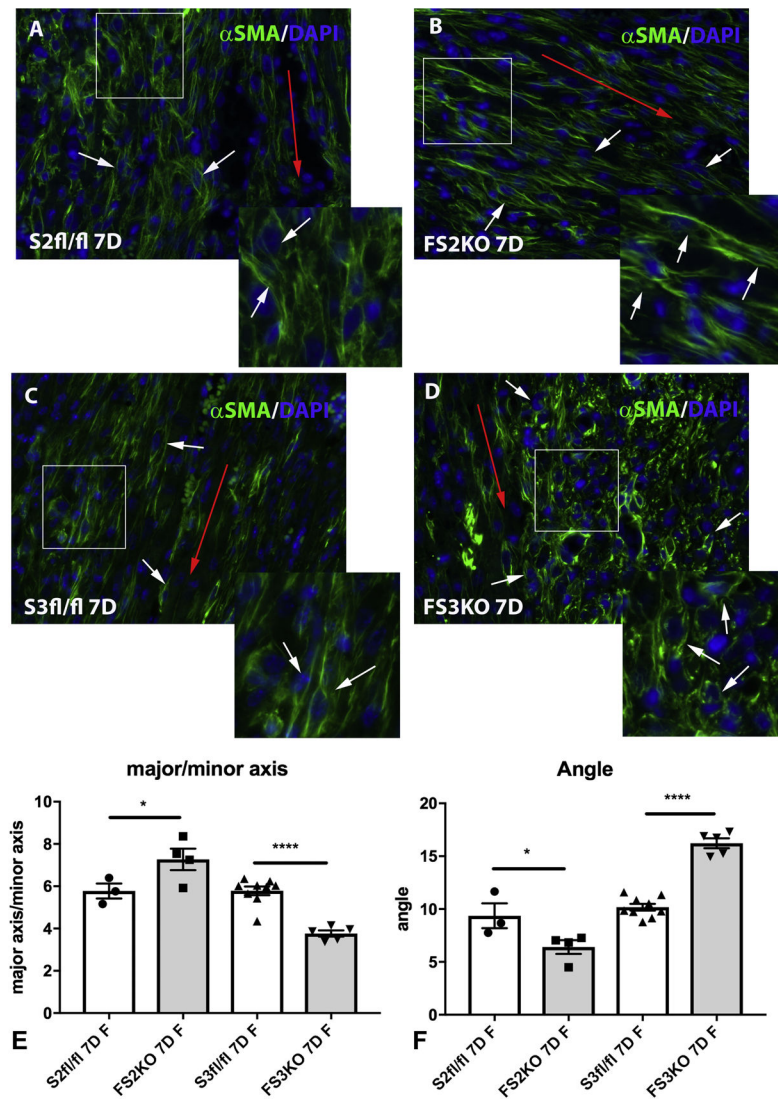 A
αSMA/DAPI
S2fl/fl 7D
B
αSMA/DAPI
FS2KO 7D
C
αSMA/DAPI
S3fl/fl 7D
D
αSMA/DAPI
FS3KO 7D
major/minor axis
major axis/minor axis
10
8
6
4
2
0
*
****
S2fl/fl 7D F
FS2KO 7D F
S3fl/fl 7D F
FS3KO 7D F
E
Angle
angle
20
15
10
5
0
*
****
S2fl/fl 7D F
FS2KO 7D F
S3fl/fl 7D F
FS3KO 7D F
F